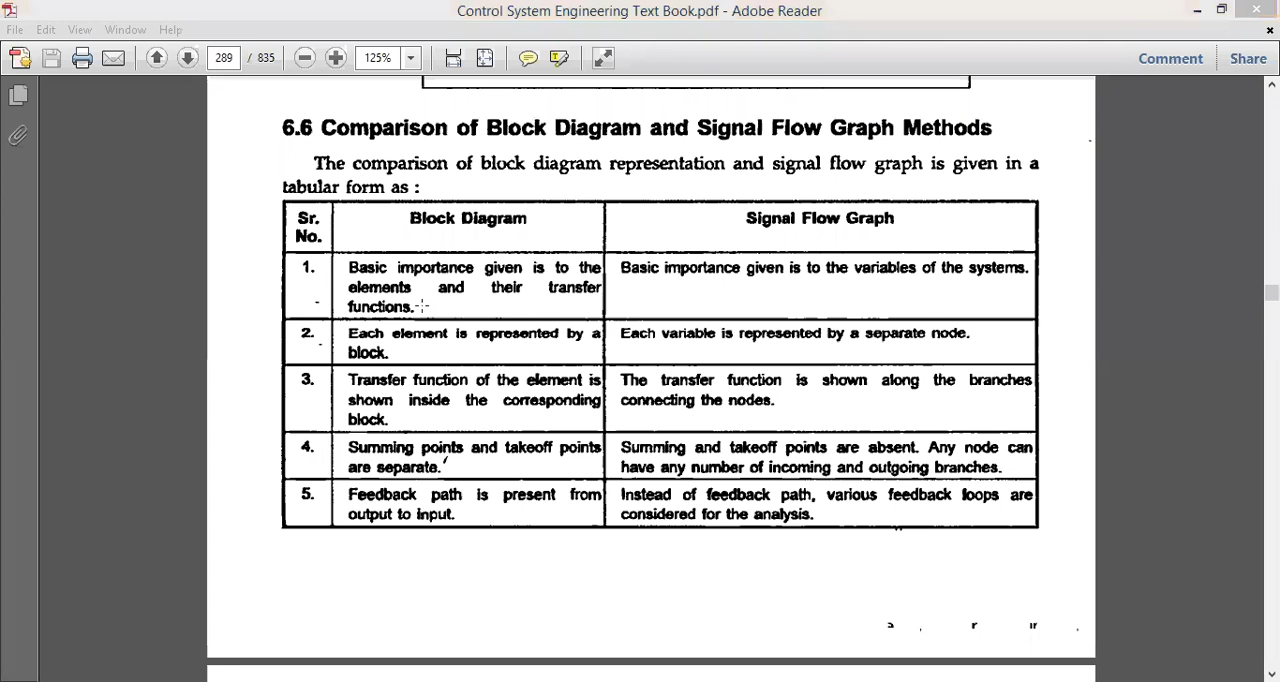 Control System Engineering Text Book.pdf - Adobe Reader
File Edit View Window Help
289 / 835 125% Comment Share
6.6 Comparison of Block Diagram and Signal Flow Graph Methods
The comparison of block diagram representation and signal flow graph is given in a
tabular form as :
Sr. No.
Block Diagram
Signal Flow Graph
1.
Basic importance given is to the
elements and their transfer
functions.
Basic importance given is to the variables of the systems.
2.
Each element is represented by a
block.
Each variable is represented by a separate node.
3.
Transfer function of the element is
shown inside the corresponding
block.
The transfer function is shown along the branches
connecting the nodes.
4.
Summing points and takeoff points
are separate.
Summing and takeoff points are absent. Any node can
have any number of incoming and outgoing branches.
5.
Feedback path is present from
output to input.
Instead of feedback path, various feedback loops are
considered for the analysis.